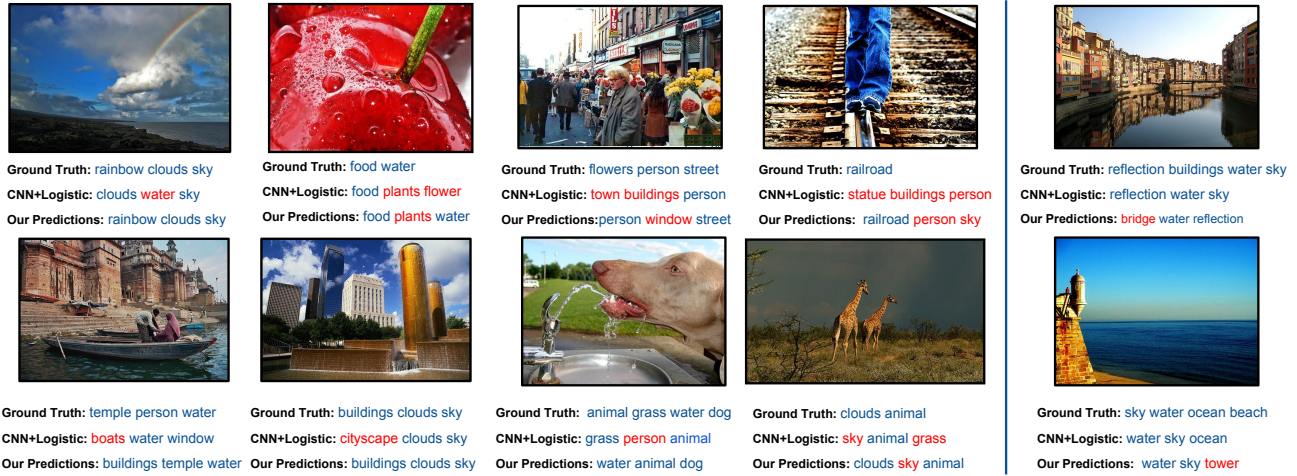 Ground Truth: rainbow clouds sky
CNN+Logistic: clouds water sky
Our Predictions: rainbow clouds sky
Ground Truth: food water
CNN+Logistic: food plants flower
Our Predictions: food plants water
Ground Truth: flowers person street
CNN+Logistic: town buildings person
Our Predictions:person window street
Ground Truth: railroad
CNN+Logistic: statue buildings person
Our Predictions: railroad person sky
Ground Truth: reflection buildings water sky
CNN+Logistic: reflection water sky
Our Predictions: bridge water reflection
Ground Truth: temple person water
CNN+Logistic: boats water window
Our Predictions: buildings temple water
Ground Truth: buildings clouds sky
CNN+Logistic: cityscape clouds sky
Our Predictions: buildings clouds sky
Ground Truth: animal grass water dog
CNN+Logistic: grass person animal
Our Predictions: water animal dog
Ground Truth: clouds animal
CNN+Logistic: sky animal grass
Our Predictions: clouds sky animal
Ground Truth: sky water ocean beach
CNN+Logistic: water sky ocean
Our Predictions: water sky tower